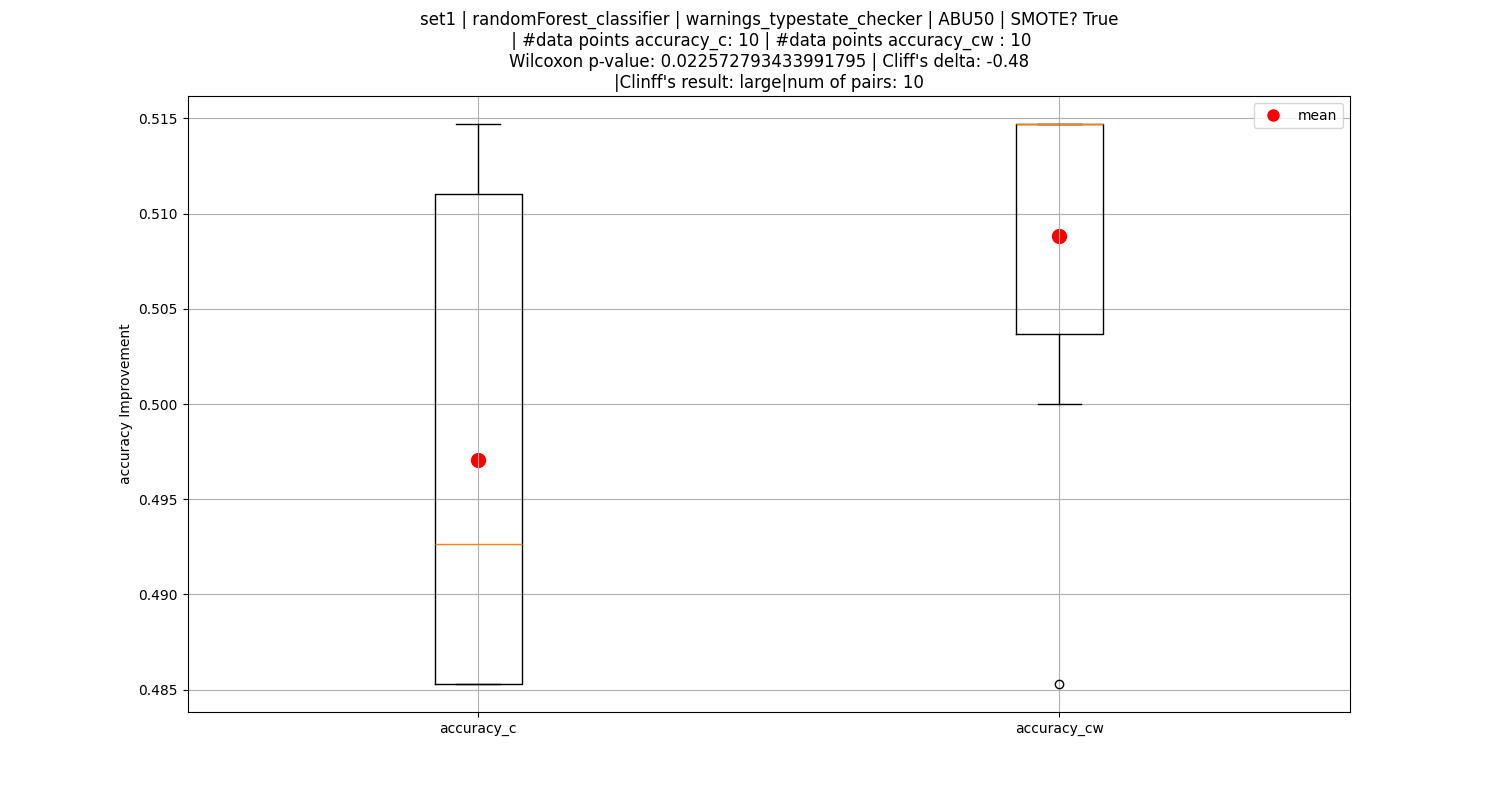 set1 | randomForest_classifier | warnings_typestate_checker | ABU50 | SMOTE? True
| #data points accuracy_c: 10 | #data points accuracy_cw : 10
Wilcoxon p-value: 0.022572793433991795 | Cliff's delta: -0.48
|Clinff's result: large|num of pairs: 10
mean
0.515
0.510
0.505
0.500
0.495
0.490
0.485
accuracy Improvement
accuracy_c
accuracy_cw